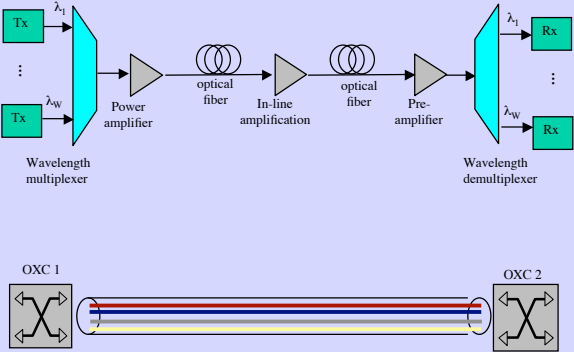 Tx
λ1
λ1
Rx
optical
fiber
optical
fiber
Tx
λW
Power
amplifier
In-line
amplification
Pre-
amplifier
λW
Rx
Wavelength
multiplexer
Wavelength
demultiplexer
OXC 1
OXC 2